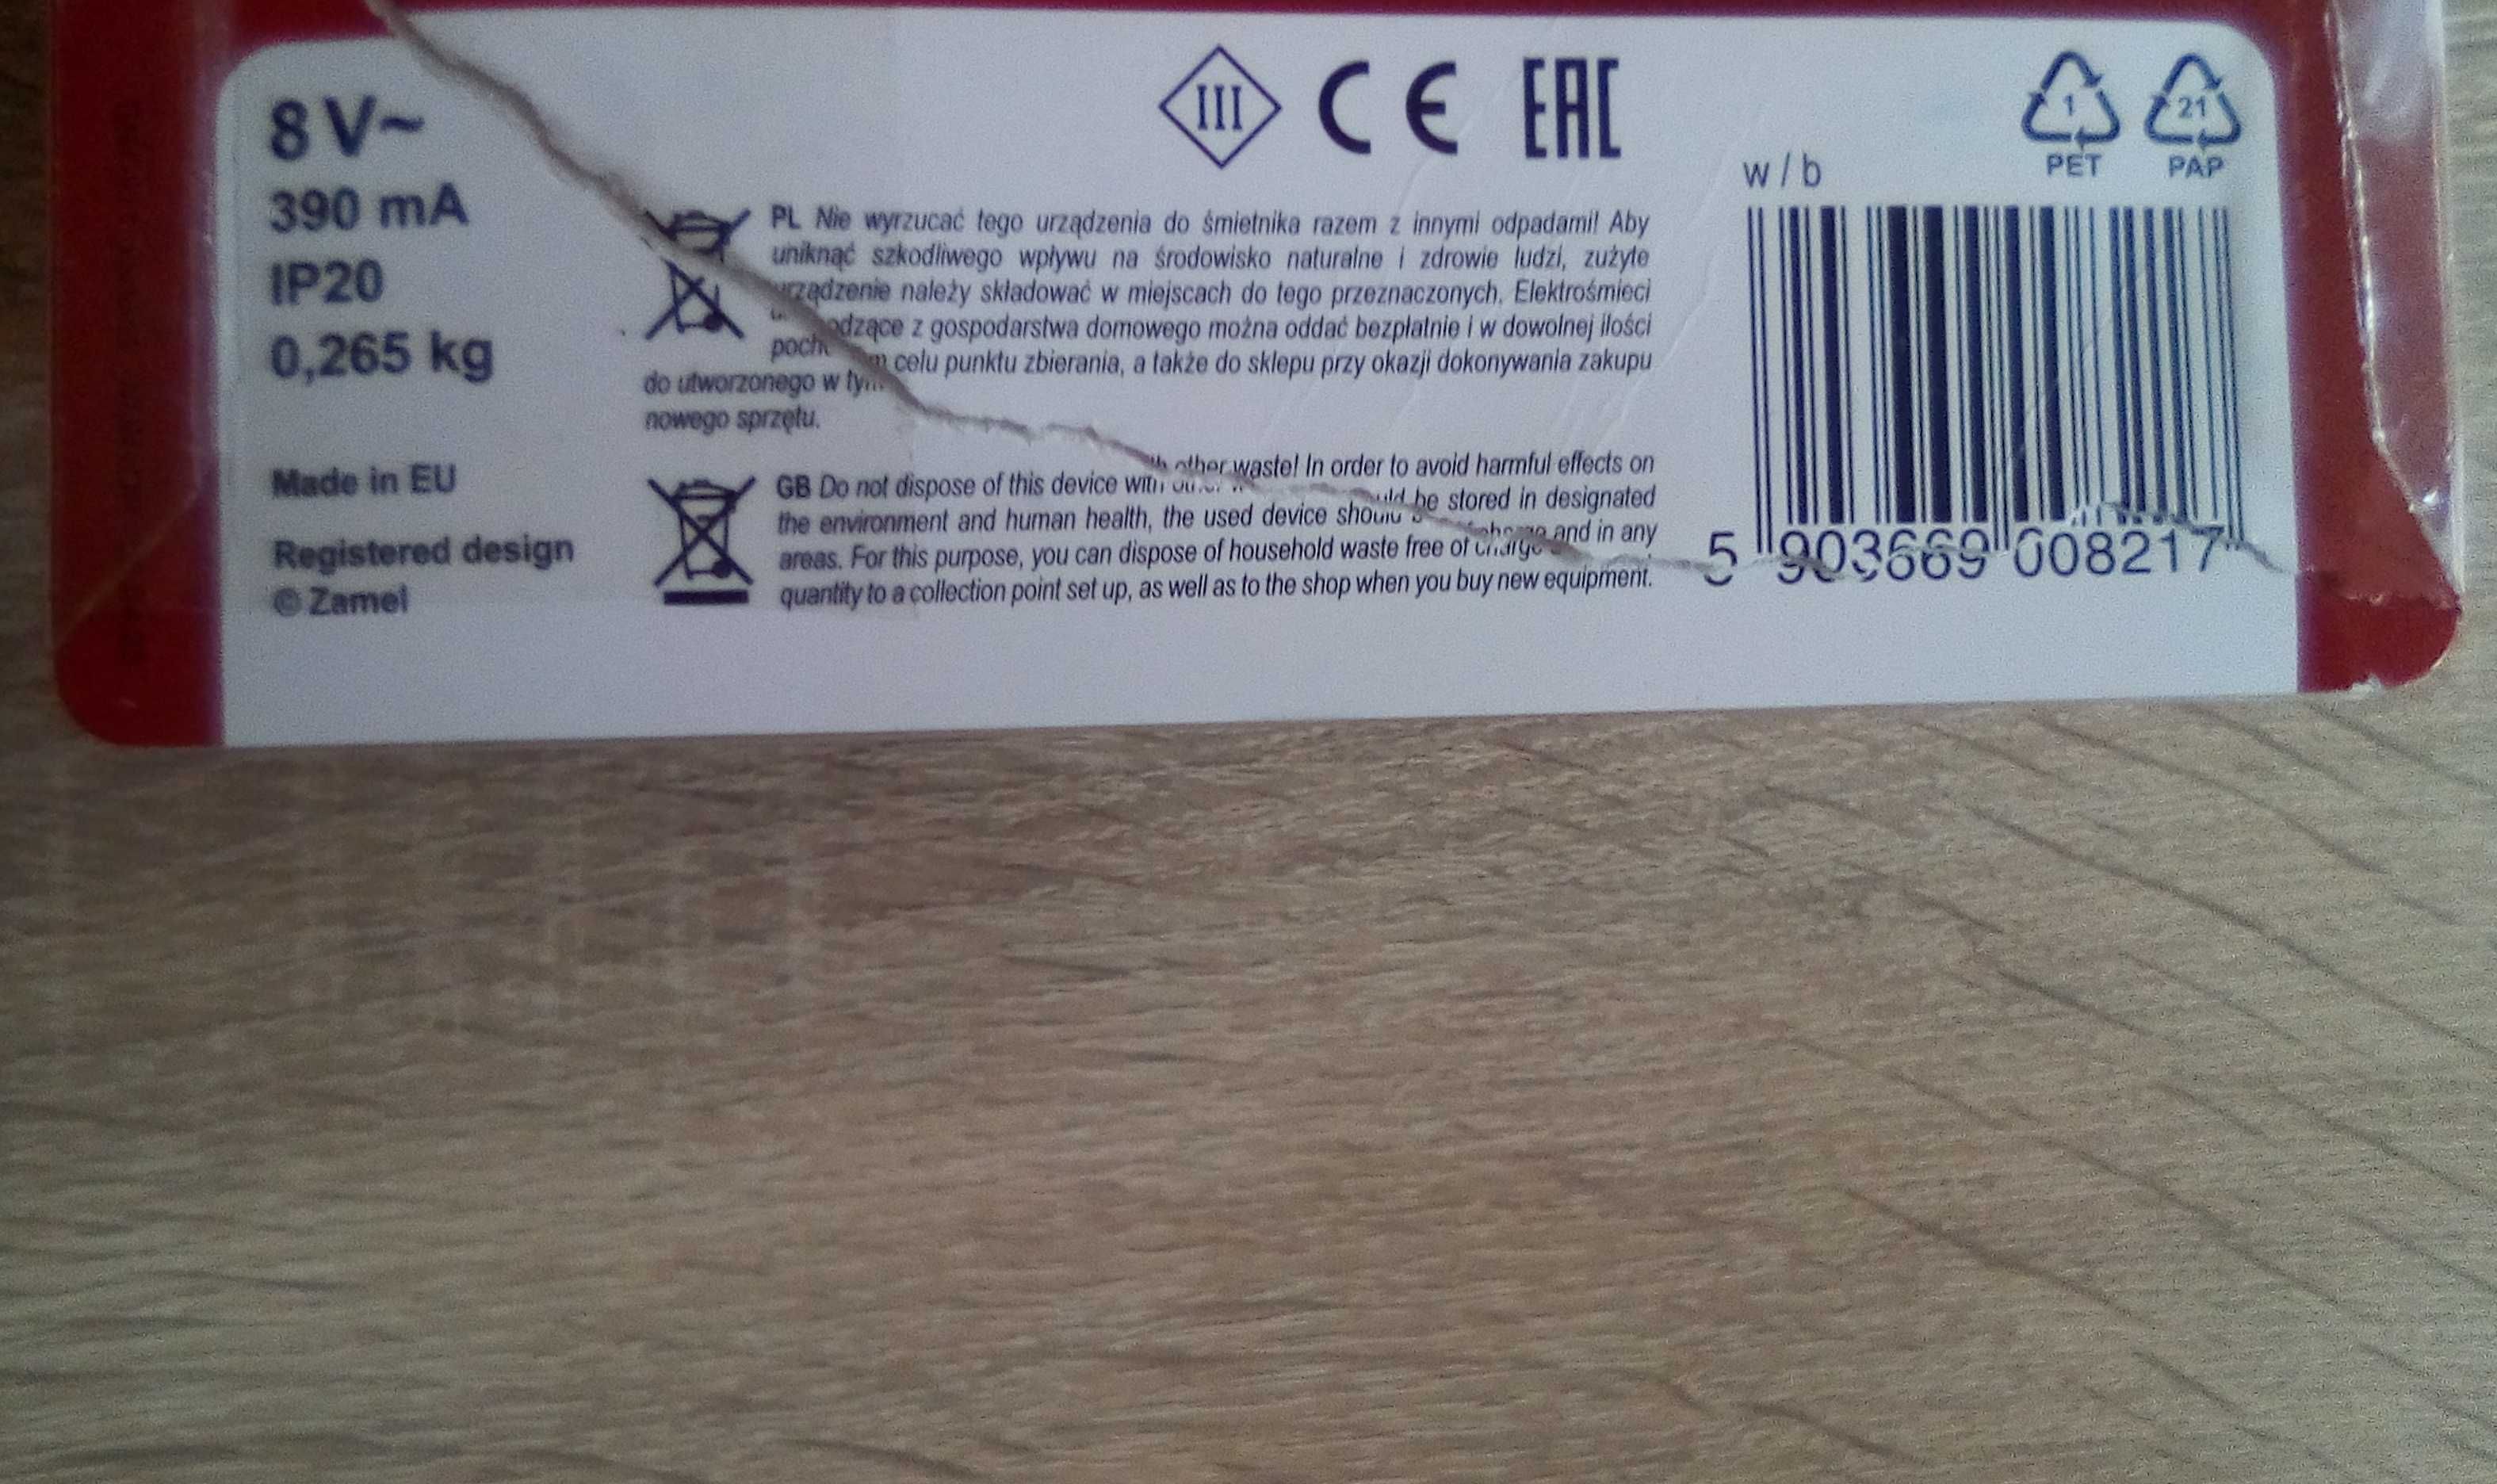 8 V~
390 mA
IP20
0,265 kg
Made in EU
Registered design
© Zamel
III CE EAC
PL Nie wyrzucać tego urządzenia do śmietnika razem z innymi odpadami! Aby
uniknąć szkodliwego wpływu na środowisko naturalne i zdrowie ludzi, zużyte
urządzenie należy składować w miejscach do tego przeznaczonych. Elektrośmieci
pochodzące z gospodarstwa domowego można oddać bezpłatnie i w dowolnej ilości
do utworzonego w tym celu punktu zbierania, a także do sklepu przy okazji dokonywania zakupu
nowego sprzętu.
GB Do not dispose of this device with other waste! In order to avoid harmful effects on
the environment and human health, the used device should be stored in designated
areas. For this purpose, you can dispose of household waste free of charge and in any
quantity to a collection point set up, as well as to the shop when you buy new equipment.
1 21
PET PAP
w / b
5 903669 008217